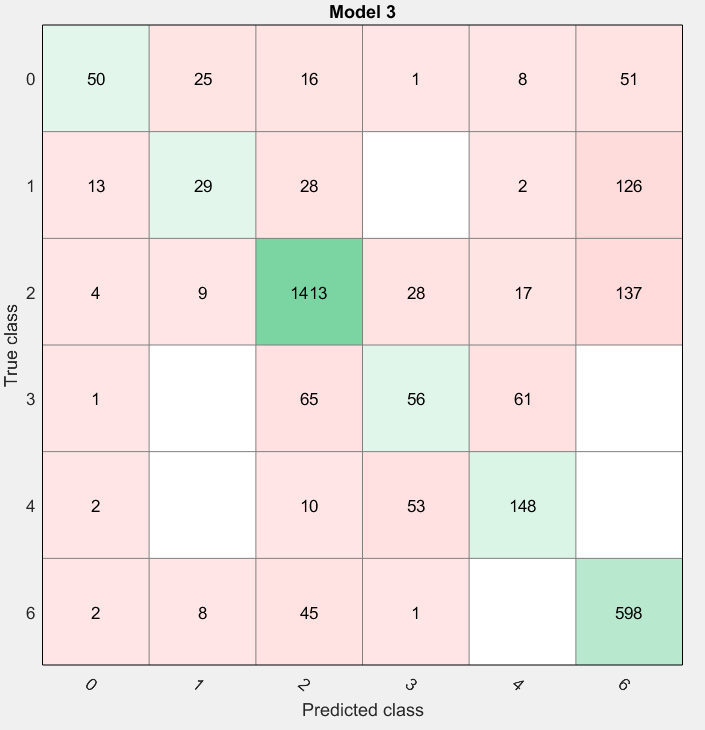 Model 3
0 50 25 16 1 8 51
1 13 29 28 2 126
2 4 9 1413 28 17 137
3 1 65 56 61
4 2 10 53 148
6 2 8 45 1 598
0 1 2 3 4 6
True class
Predicted class